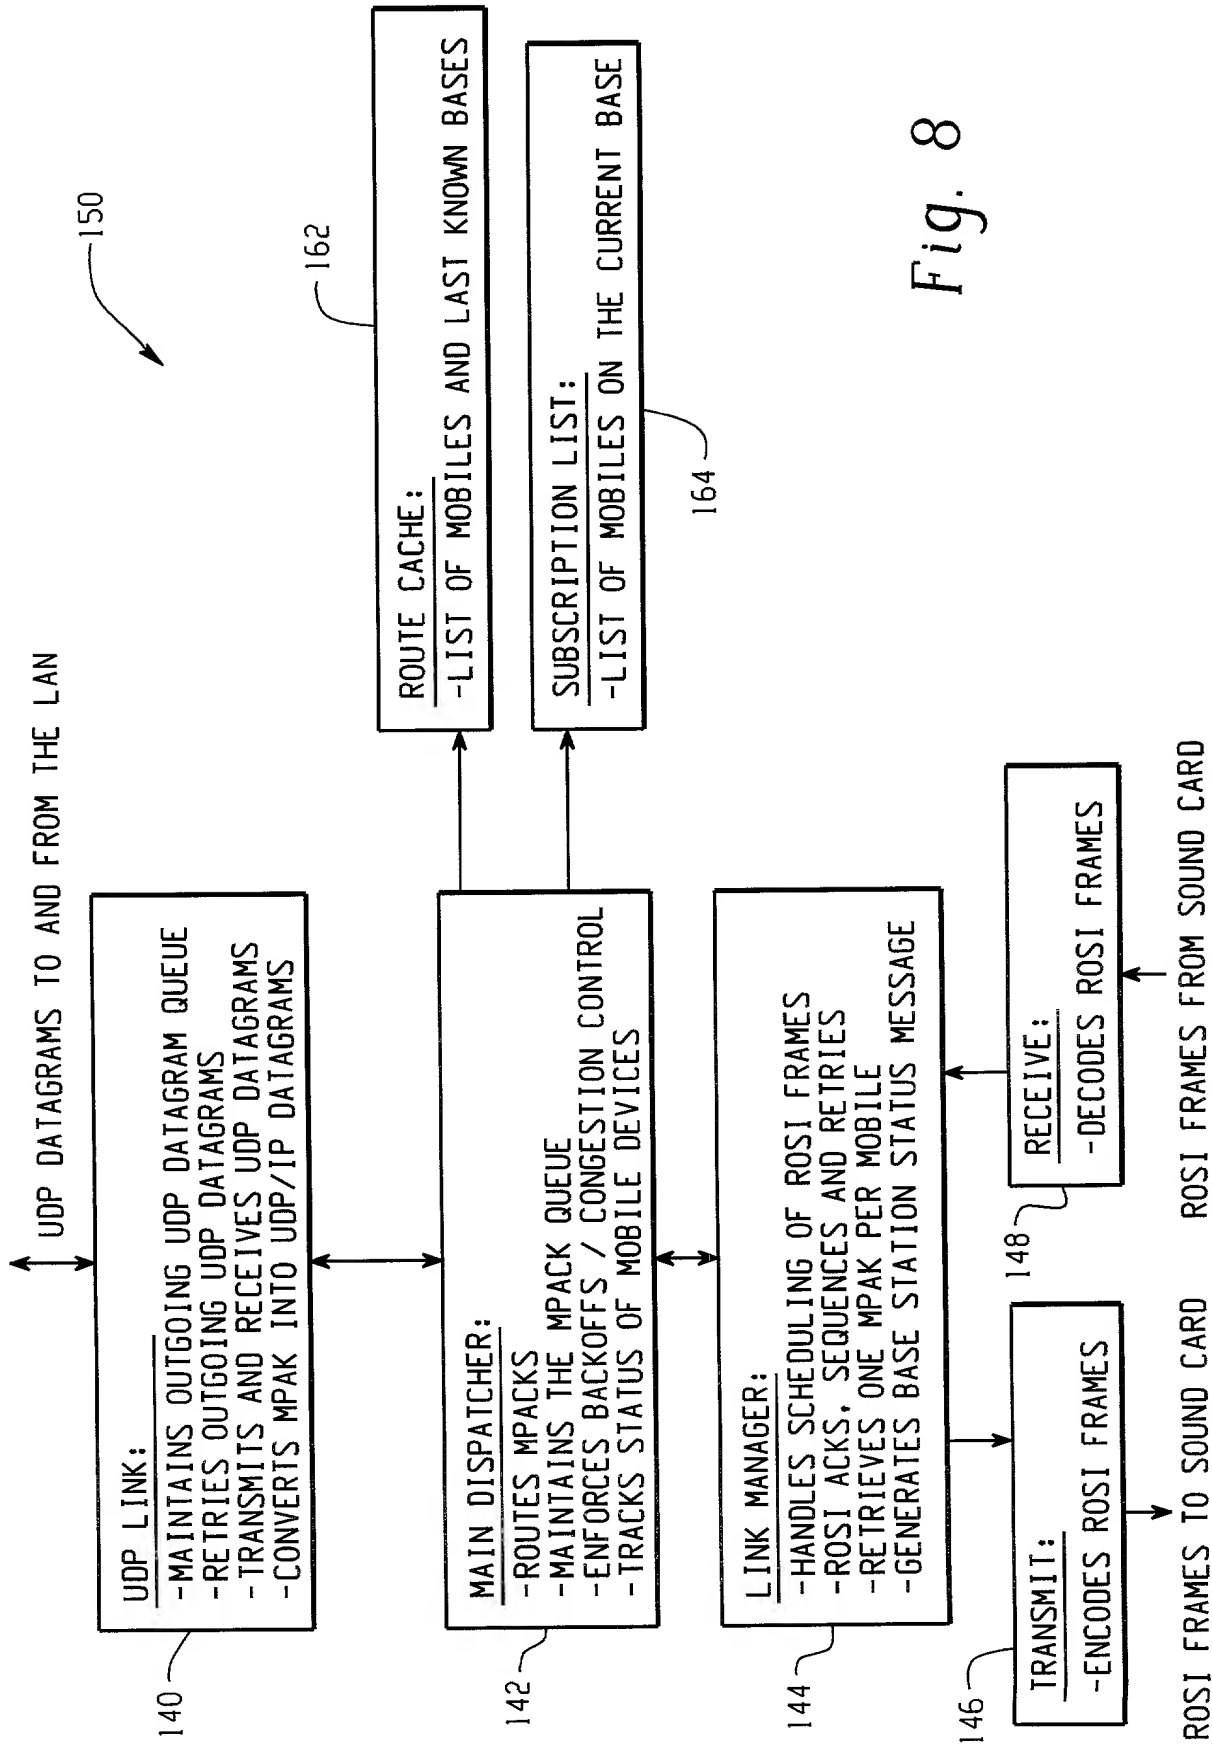 UDP DATAGRAMS TO AND FROM THE LAN
150
140
UDP LINK:
-MAINTAINS OUTGOING UDP DATAGRAM QUEUE
-RETRIES OUTGOING UDP DATAGRAMS
-TRANSMITS AND RECEIVES UDP DATAGRAMS
-CONVERTS MPAK INTO UDP/IP DATAGRAMS
162
ROUTE CACHE:
-LIST OF MOBILES AND LAST KNOWN BASES
142
MAIN DISPATCHER:
-ROUTES MPACKS
-MAINTAINS THE MPACK QUEUE
-ENFORCES BACKOFFS / CONGESTION CONTROL
-TRACKS STATUS OF MOBILE DEVICES
SUBSCRIPTION LIST:
-LIST OF MOBILES ON THE CURRENT BASE
164
144
LINK MANAGER:
-HANDLES SCHEDULING OF ROSI FRAMES
-ROSI ACKS, SEQUENCES AND RETRIES
-RETRIEVES ONE MPAK PER MOBILE
-GENERATES BASE STATION STATUS MESSAGE
146
TRANSMIT:
-ENCODES ROSI FRAMES
148
RECEIVE:
-DECODES ROSI FRAMES
ROSI FRAMES TO SOUND CARD
ROSI FRAMES FROM SOUND CARD
Fig. 8